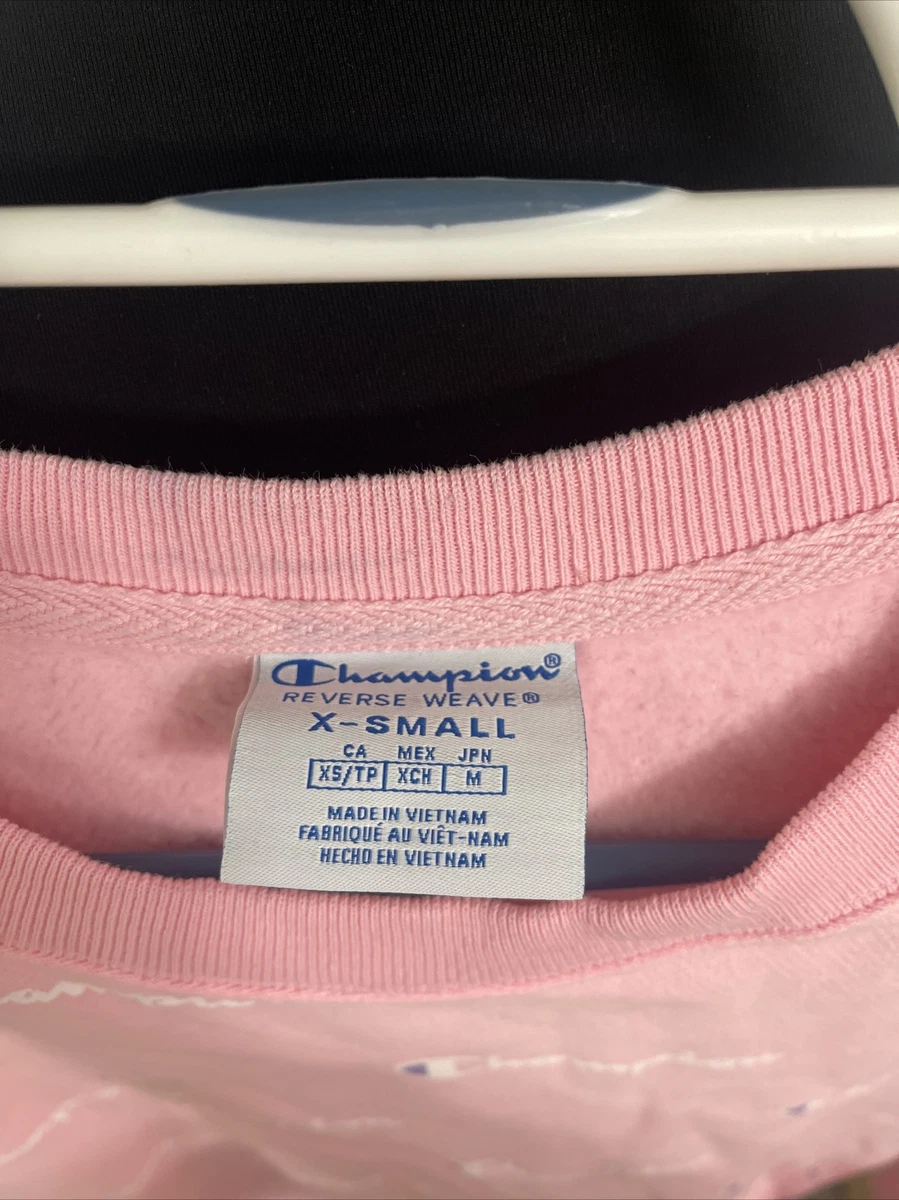 Champion®
REVERSE WEAVE®
X-SMALL
CA MEX JPN
XS/TP XCH M
MADE IN VIETNAM
FABRIQUÉ AU VIÊT-NAM
HECHO EN VIETNAM